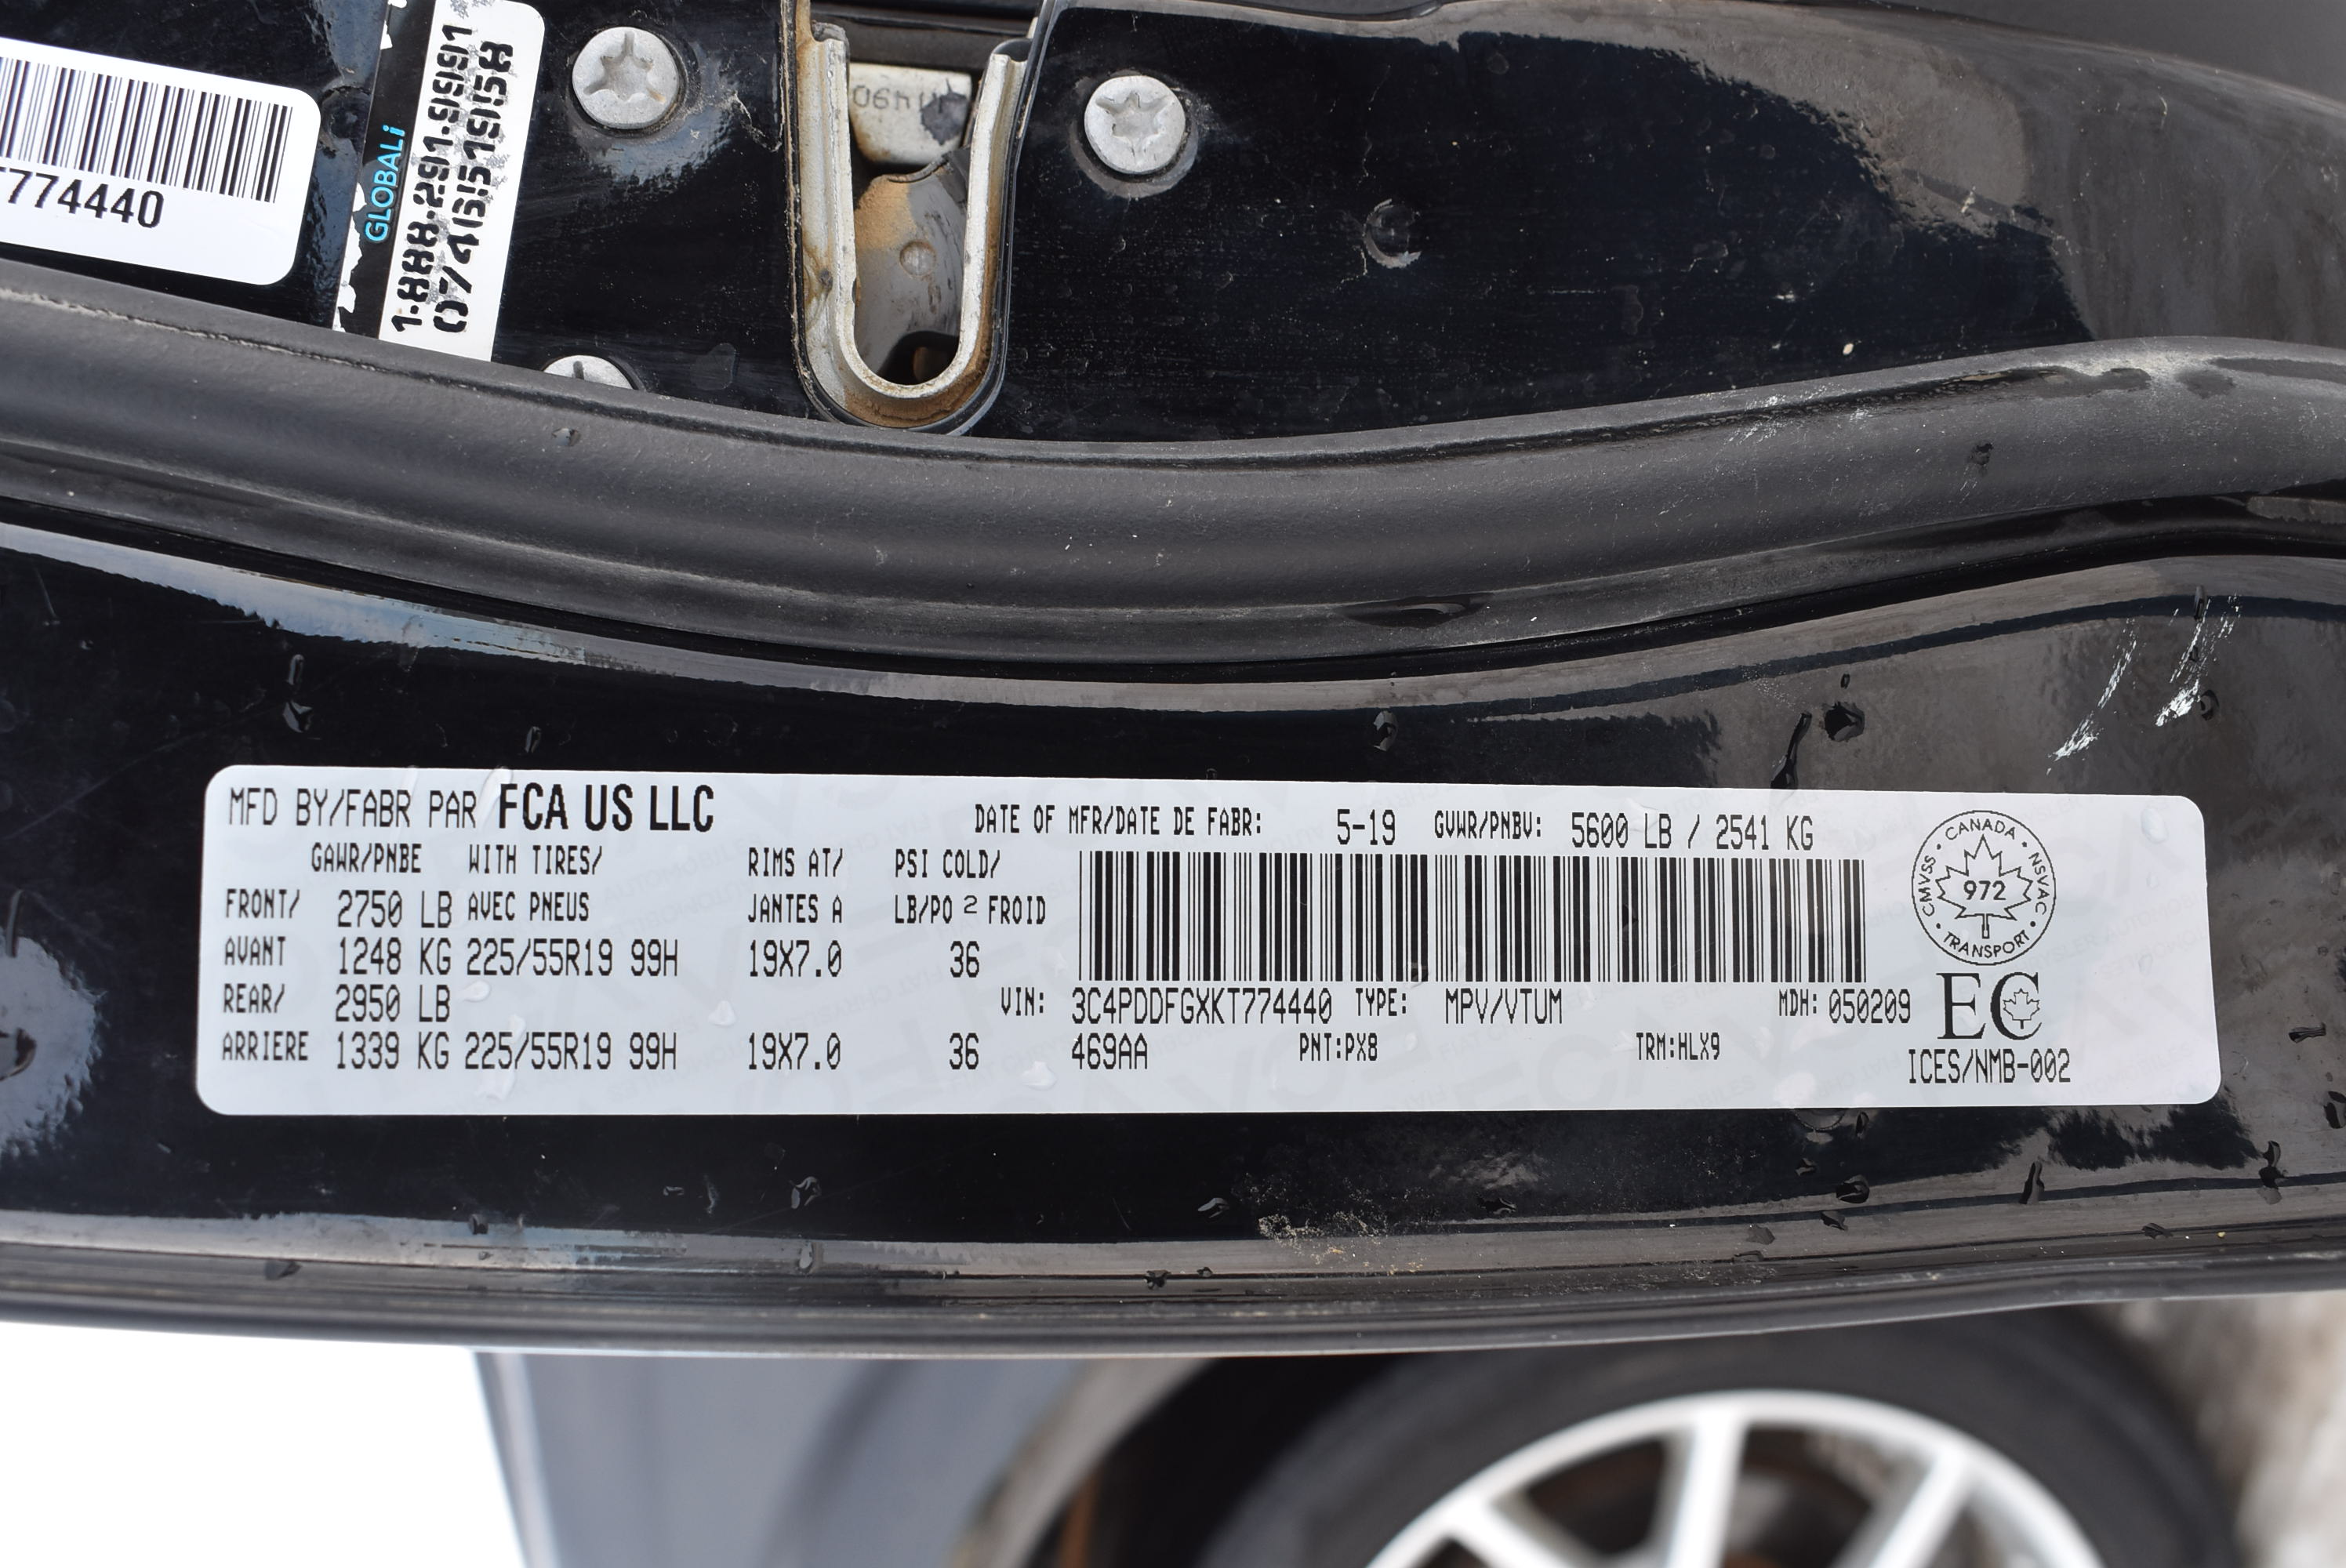 T774440
GLOBALi
1-888-291-9991
MFD BY/FABR PAR FCA US LLC
DATE OF MFR/DATE DE FABR: 5-19 GVWR/PNBV: 5600 LB / 2541 KG
GAWR/PNBE WITH TIRES/ RIMS AT/ PSI COLD/
FRONT/ 2750 LB AVEC PNEUS JANTES A LB/PO 2 FROID
AVANT 1248 KG 225/55R19 99H 19X7.0 36
REAR/ 2950 LB VIN: 3C4PDDFGXKT774440 TYPE: MPV/VTUM MDH: 050209
ARRIERE 1339 KG 225/55R19 99H 19X7.0 36 469AA PNT:PX8 TRM:HLX9
CANADA
CMVSS · NSVAC
972
TRANSPORT
EC
ICES/NMB-002